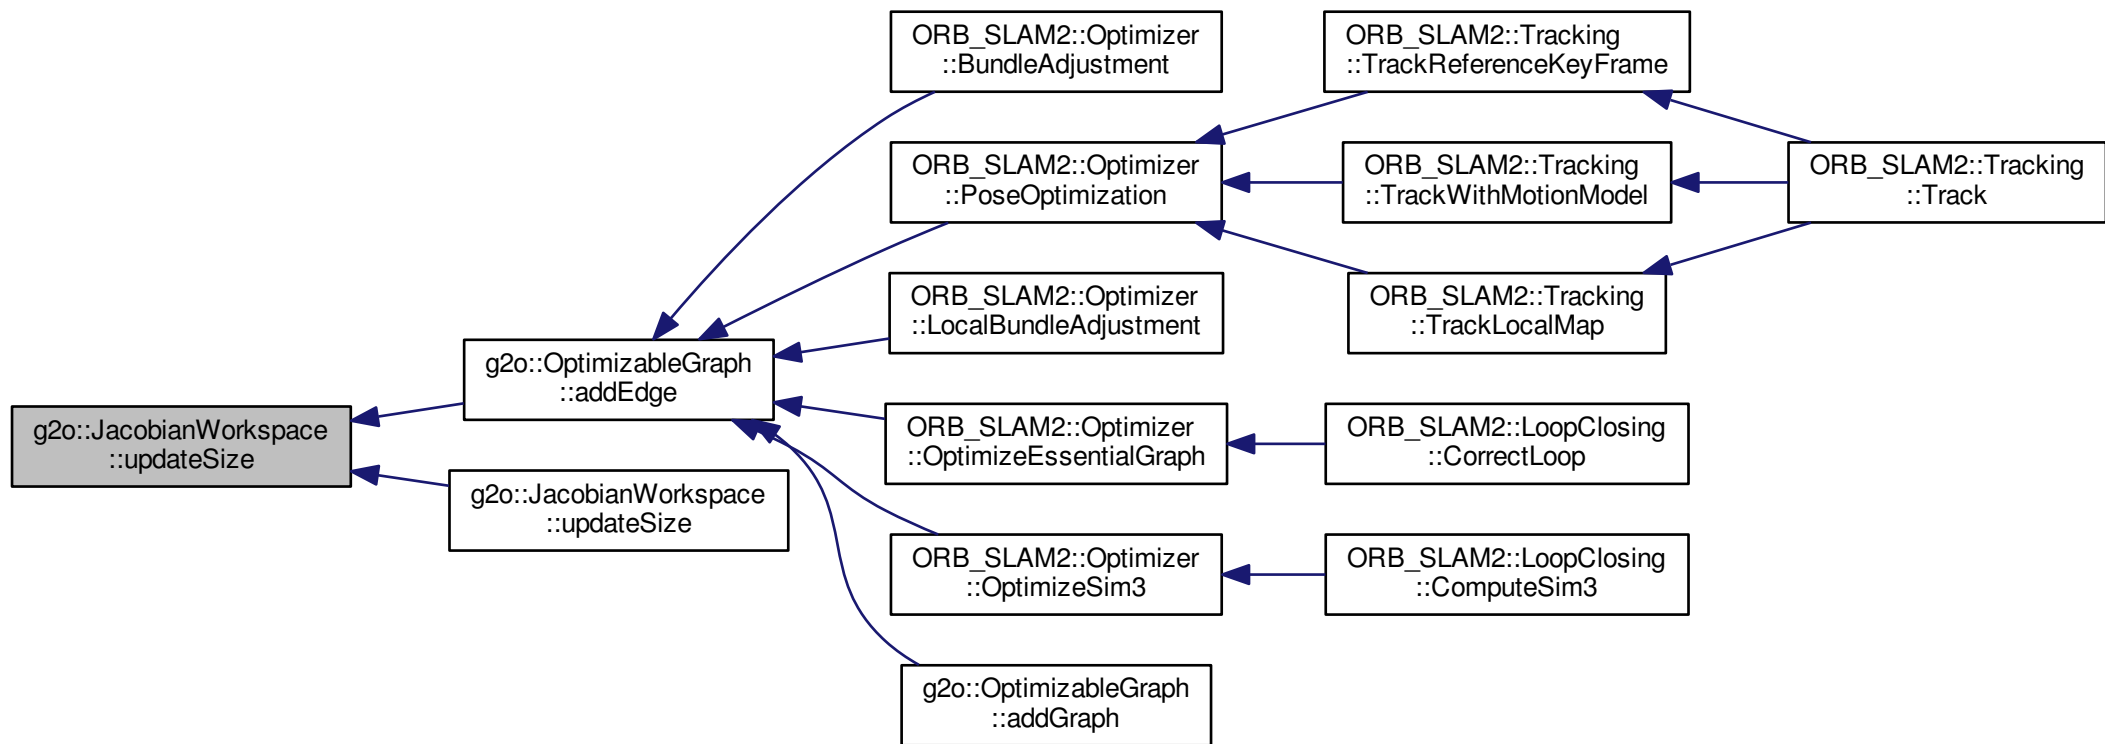 ORB_SLAM2::Optimizer
::BundleAdjustment
ORB_SLAM2::Tracking
::TrackReferenceKeyFrame
ORB_SLAM2::Optimizer
::PoseOptimization
ORB_SLAM2::Tracking
::TrackWithMotionModel
ORB_SLAM2::Tracking
::Track
ORB_SLAM2::Optimizer
::LocalBundleAdjustment
ORB_SLAM2::Tracking
::TrackLocalMap
g2o::OptimizableGraph
::addEdge
g2o::JacobianWorkspace
::updateSize
ORB_SLAM2::Optimizer
::OptimizeEssentialGraph
ORB_SLAM2::LoopClosing
::CorrectLoop
g2o::JacobianWorkspace
::updateSize
ORB_SLAM2::Optimizer
::OptimizeSim3
ORB_SLAM2::LoopClosing
::ComputeSim3
g2o::OptimizableGraph
::addGraph